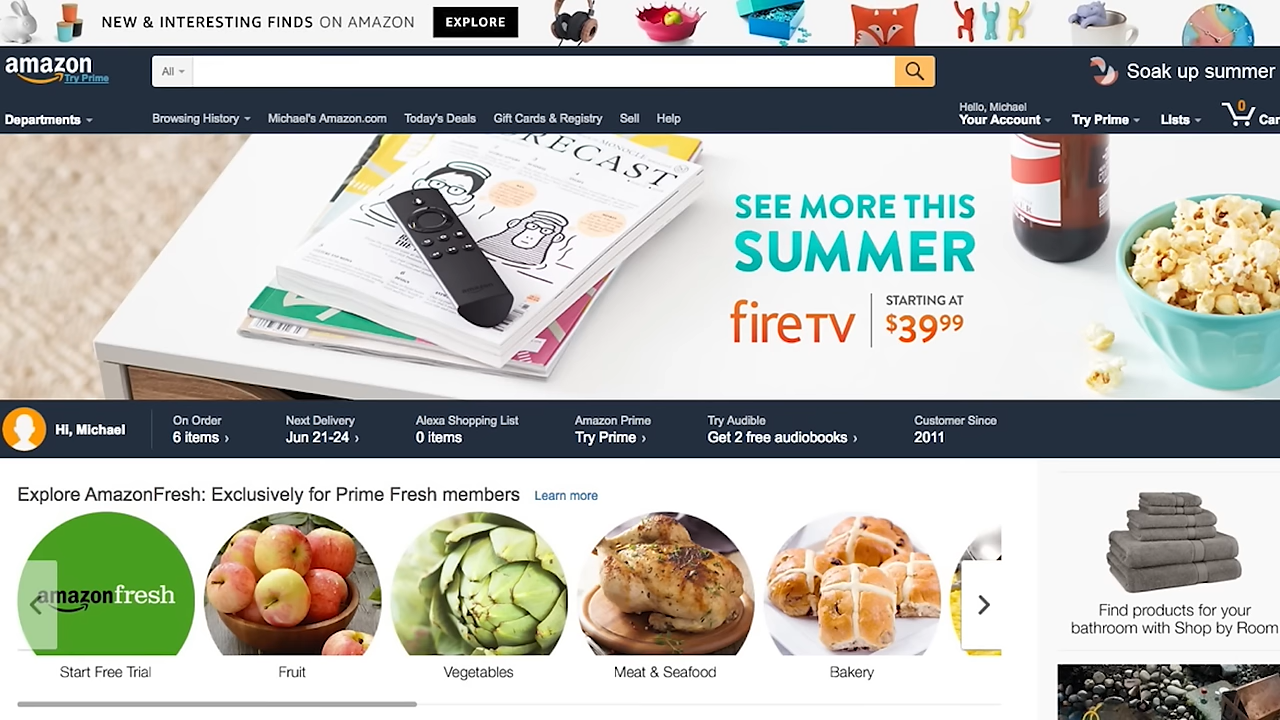 NEW & INTERESTING FINDS ON AMAZON EXPLORE
amazon
Try Prime
All
Soak up summer
Departments
Browsing History
Michael's Amazon.com
Today's Deals
Gift Cards & Registry
Sell
Help
Hello, Michael
Your Account
Try Prime
Lists
0
Car
MONOCLE
FORECAST
SEE MORE THIS
SUMMER
fireTV
STARTING AT
$39.99
Hi, Michael
On Order
6 items ›
Next Delivery
Jun 21-24 ›
Alexa Shopping List
0 items
Amazon Prime
Try Prime ›
Try Audible
Get 2 free audiobooks ›
Customer Since
2011
Explore AmazonFresh: Exclusively for Prime Fresh members Learn more
amazonfresh
Start Free Trial
Fruit
Vegetables
Meat & Seafood
Bakery
Find products for your
bathroom with Shop by Room